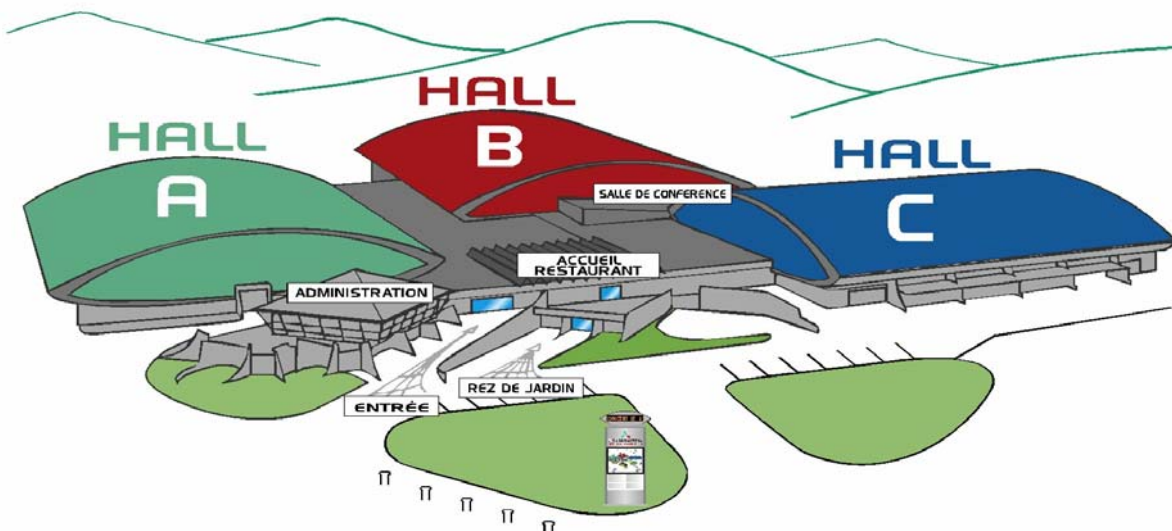 HALL
B
HALL
A
HALL
C
SALLE DE CONFERENCE
ACCUEIL
RESTAURANT
ADMINISTRATION
REZ DE JARDIN
ENTRÉE